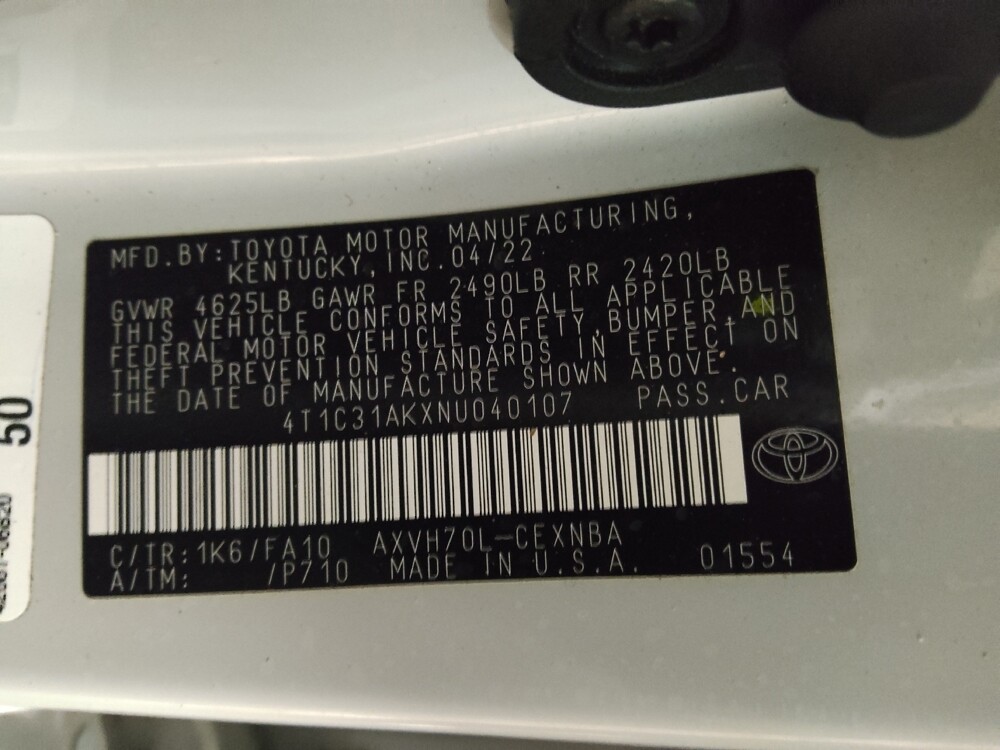 MFD.BY:TOYOTA MOTOR MANUFACTURING,
KENTUCKY,INC.04/22
GVWR 4625LB GAWR FR 2490LB RR 2420LB
THIS VEHICLE CONFORMS TO ALL APPLICABLE
FEDERAL MOTOR VEHICLE SAFETY,BUMPER,AND
THEFT PREVENTION STANDARDS IN EFFECT ON
THE DATE OF MANUFACTURE SHOWN ABOVE.
4T1C31AKXNU040107 PASS.CAR
C/TR:1K6/FA10 AXVH70L-CEXNBA
A/TM: /P710 MADE IN U.S.A. 01554
50